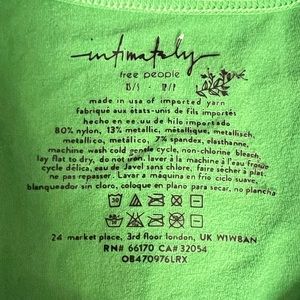 intimately
free people
XS/S - TP/P
made in usa of imported yarn
fabriqué aux états-unis de fils importés
hecho en ee.uu de hilo importado
80% nylon, 13% metallic, métallique, metallisch,
metallico, metálico, 7% spandex, elasthanne,
machine wash cold gentle cycle, non-chlorine bleach,
lay flat to dry, do not iron. laver à la machine à eau froide
cycle délica, eau de Javel sans chlore, faire sécher à plat,
ne pas repasser. Lavar a maquina en frio ciclo suave
blanqueador sin cloro, coloque en plano para secar, no plancha
30
24 market place, 3rd floor london, UK W1W8AN
RN# 66170 CA# 32054
OB470976LRX